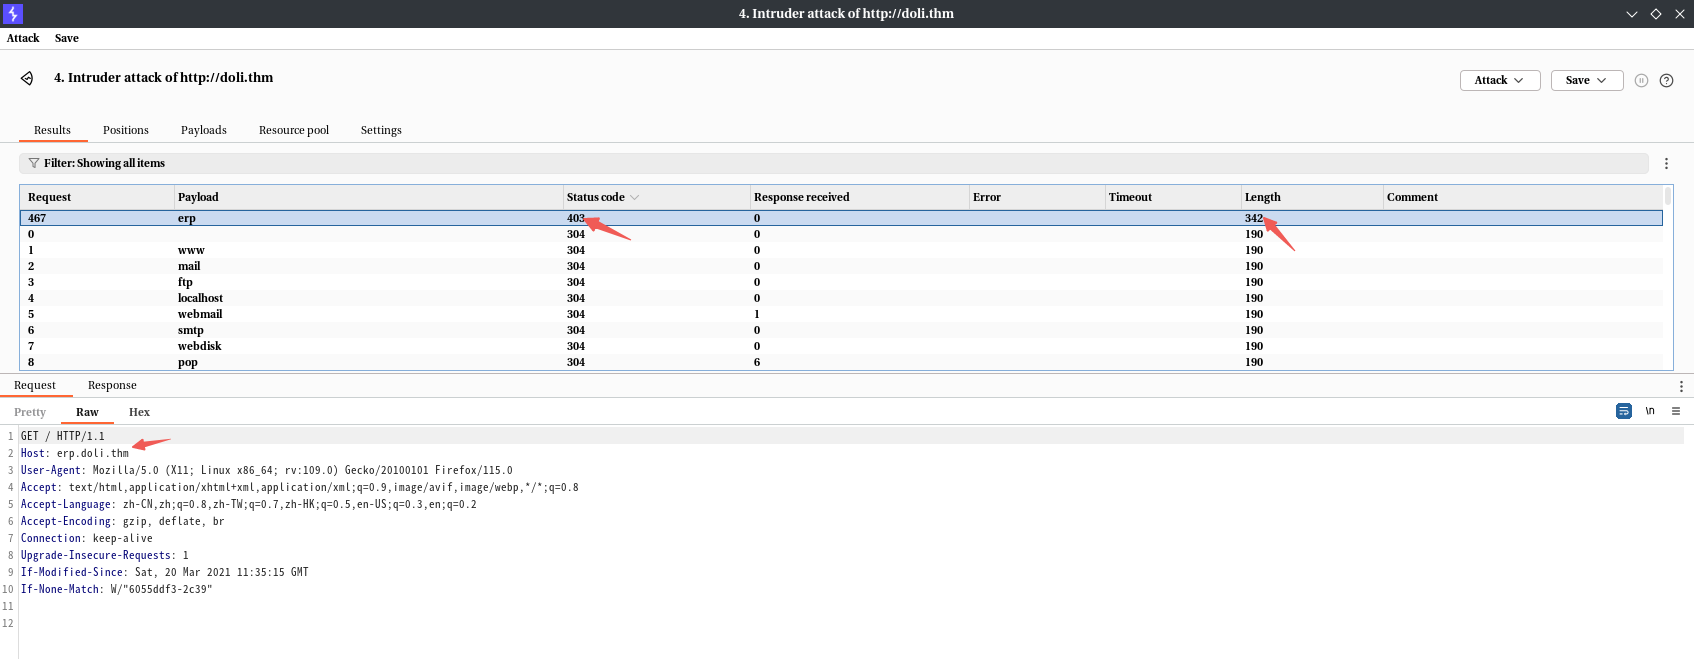 4. Intruder attack of http://doli.thm
Attack Save
4. Intruder attack of http://doli.thm
Attack Save
Results Positions Payloads Resource pool Settings
Filter: Showing all items
Request Payload Status code Response received Error Timeout Length Comment
467 erp 403 0 342
0 304 0 190
1 www 304 0 190
2 mail 304 0 190
3 ftp 304 0 190
4 localhost 304 0 190
5 webmail 304 1 190
6 smtp 304 0 190
7 webdisk 304 0 190
8 pop 304 6 190
Request Response
Pretty Raw Hex \n
1 GET / HTTP/1.1
2 Host: erp.doli.thm
3 User-Agent: Mozilla/5.0 (X11; Linux x86_64; rv:109.0) Gecko/20100101 Firefox/115.0
4 Accept: text/html,application/xhtml+xml,application/xml;q=0.9,image/avif,image/webp,*/*;q=0.8
5 Accept-Language: zh-CN,zh;q=0.8,zh-TW;q=0.7,zh-HK;q=0.5,en-US;q=0.3,en;q=0.2
6 Accept-Encoding: gzip, deflate, br
7 Connection: keep-alive
8 Upgrade-Insecure-Requests: 1
9 If-Modified-Since: Sat, 20 Mar 2021 11:35:15 GMT
10 If-None-Match: W/"6055ddf3-2c39"
11
12